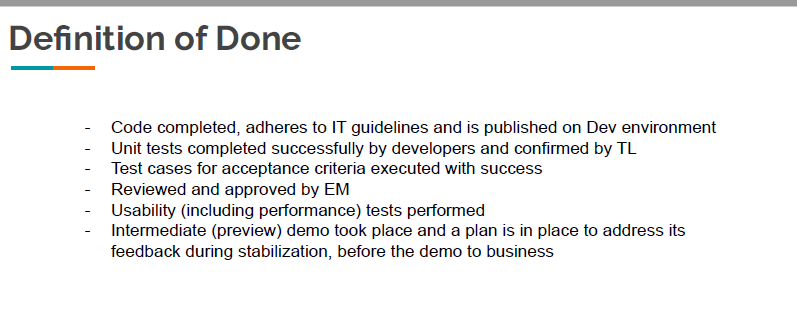 Definition of Done
- Code completed, adheres to IT guidelines and is published on Dev environment
- Unit tests completed successfully by developers and confirmed by TL
- Test cases for acceptance criteria executed with success
- Reviewed and approved by EM
- Usability (including performance) tests performed
- Intermediate (preview) demo took place and a plan is in place to address its
feedback during stabilization, before the demo to business